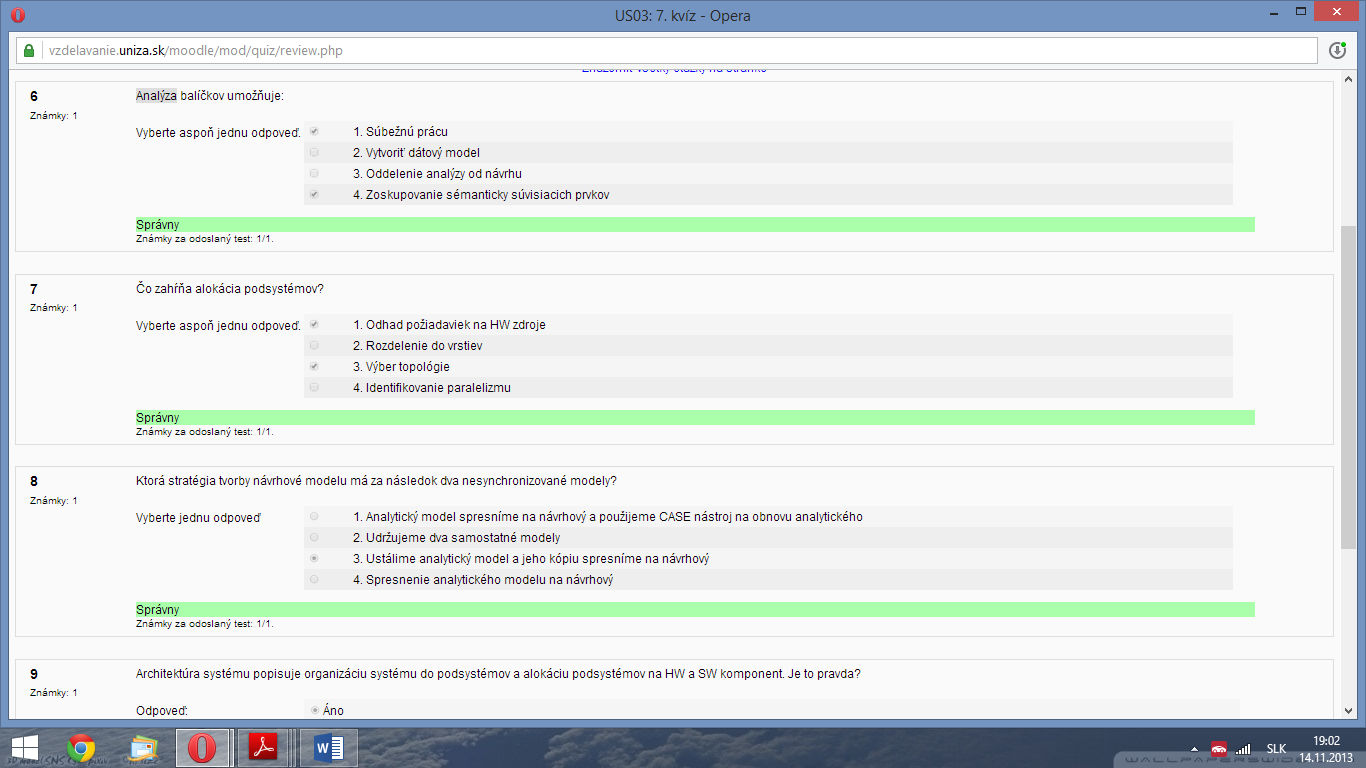 US03: 7. kvíz - Opera
vzdelavanie.uniza.sk/moodle/mod/quiz/review.php
6
Známky: 1
Analýza balíčkov umožňuje:
Vyberte aspoň jednu odpoveď.
1. Súbežnú prácu
2. Vytvoriť dátový model
3. Oddelenie analýzy od návrhu
4. Zoskupovanie sémanticky súvisiacich prvkov
Správny
Známky za odoslaný test: 1/1.
7
Známky: 1
Čo zahŕňa alokácia podsystémov?
Vyberte aspoň jednu odpoveď.
1. Odhad požiadaviek na HW zdroje
2. Rozdelenie do vrstiev
3. Výber topológie
4. Identifikovanie paralelizmu
Správny
Známky za odoslaný test: 1/1.
8
Známky: 1
Ktorá stratégia tvorby návrhové modelu má za následok dva nesynchronizované modely?
Vyberte jednu odpoveď
1. Analytický model spresníme na návrhový a použijeme CASE nástroj na obnovu analytického
2. Udržujeme dva samostatné modely
3. Ustálime analytický model a jeho kópiu spresníme na návrhový
4. Spresnenie analytického modelu na návrhový
Správny
Známky za odoslaný test: 1/1.
9
Známky: 1
Architektúra systému popisuje organizáciu systému do podsystémov a alokáciu podsystémov na HW a SW komponent. Je to pravda?
Odpoveď:
Áno
SLK
19:02
14.11.2013